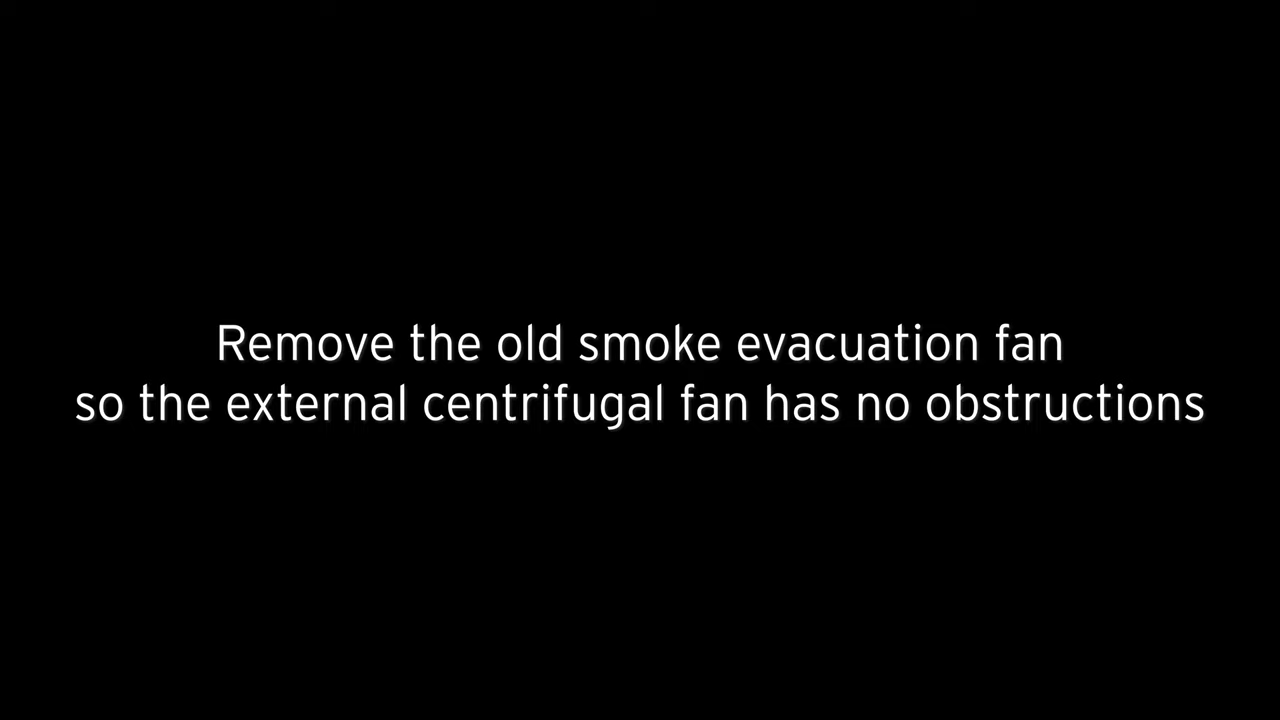 Remove the old smoke evacuation fan
so the external centrifugal fan has no obstructions